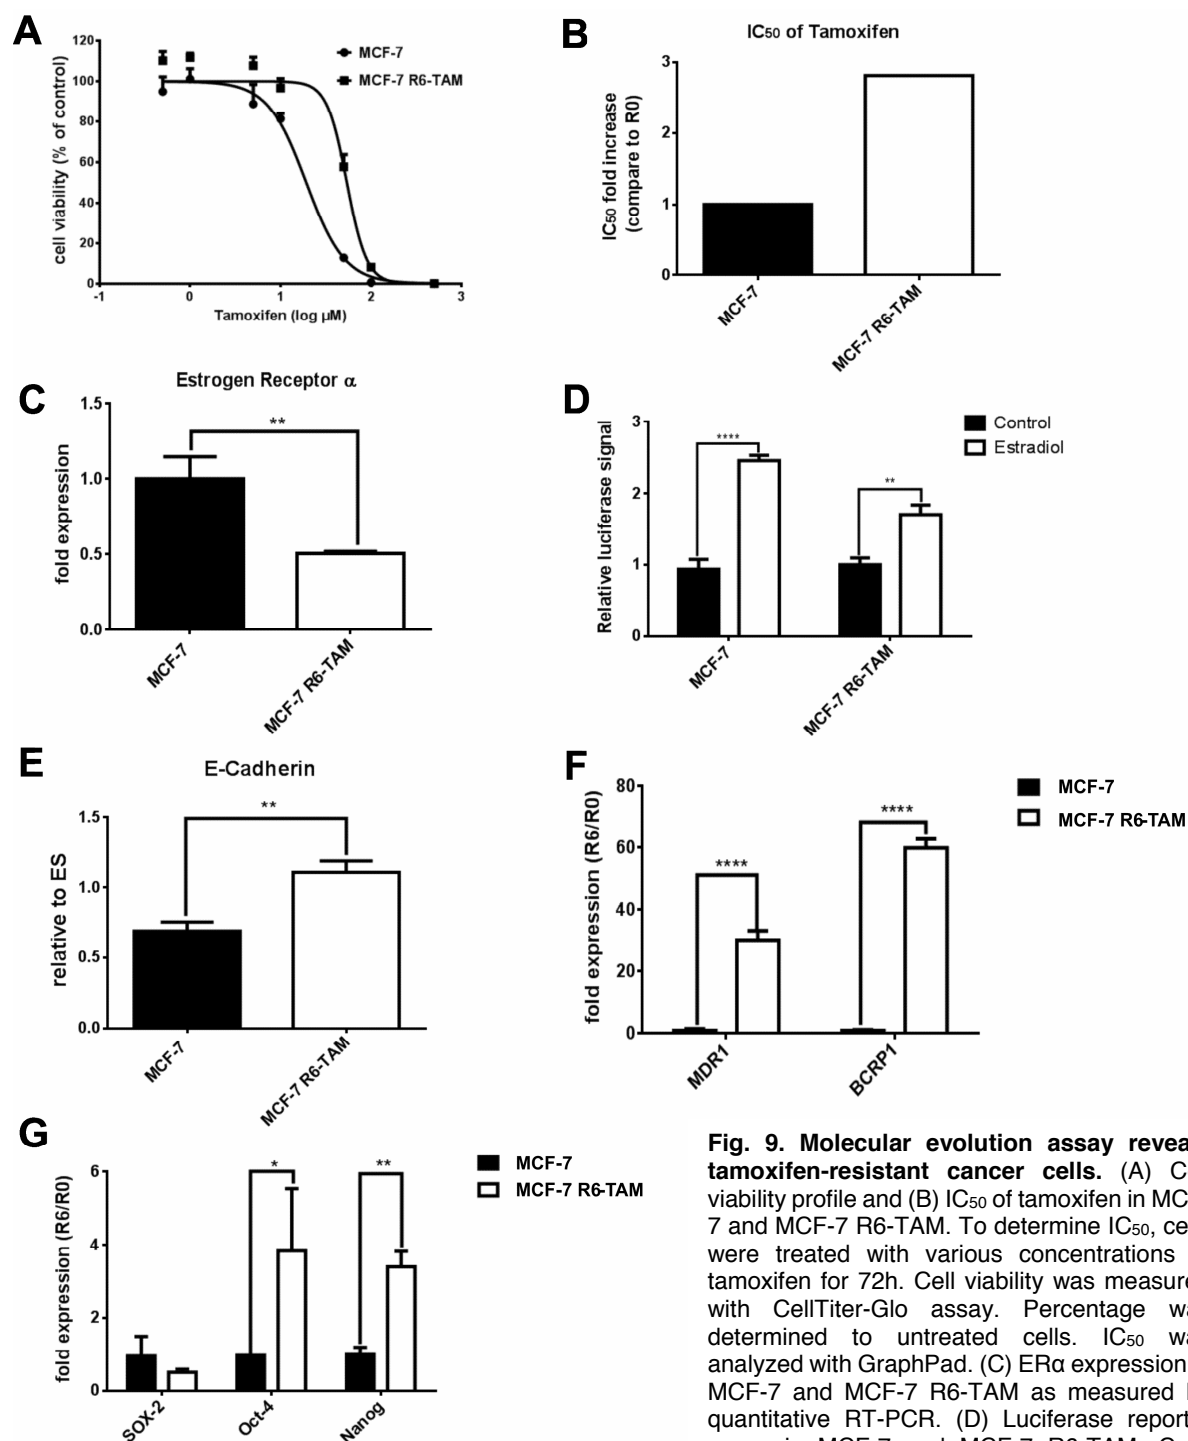 A
120
100
80
60
40
20
0
cell viability (% of control)
-1 0 1 2 3
Tamoxifen (log µM)
MCF-7
MCF-7 R6-TAM
B
IC50 of Tamoxifen
3
2
1
0
IC50 fold increase
(compare to R0)
MCF-7
MCF-7 R6-TAM
C
Estrogen Receptor α
1.5
1.0
0.5
0.0
fold expression
**
MCF-7
MCF-7 R6-TAM
D
3
2
1
0
Relative luciferase signal
****
**
Control
Estradiol
MCF-7
MCF-7 R6-TAM
E
E-Cadherin
1.5
1.0
0.5
0.0
relative to ES
**
MCF-7
MCF-7 R6-TAM
F
80
60
40
20
0
fold expression (R6/R0)
****
****
MCF-7
MCF-7 R6-TAM
MDR1
BCRP1
G
6
4
2
0
fold expression (R6/R0)
*
**
MCF-7
MCF-7 R6-TAM
SOX-2
Oct-4
Nanog
Fig. 9. Molecular evolution assay revea
tamoxifen-resistant cancer cells. (A) C
viability profile and (B) IC50 of tamoxifen in MC
7 and MCF-7 R6-TAM. To determine IC50, ce
were treated with various concentrations
tamoxifen for 72h. Cell viability was measure
with CellTiter-Glo assay. Percentage wa
determined to untreated cells. IC50 wa
analyzed with GraphPad. (C) ERα expression
MCF-7 and MCF-7 R6-TAM as measured
quantitative RT-PCR. (D) Luciferase report